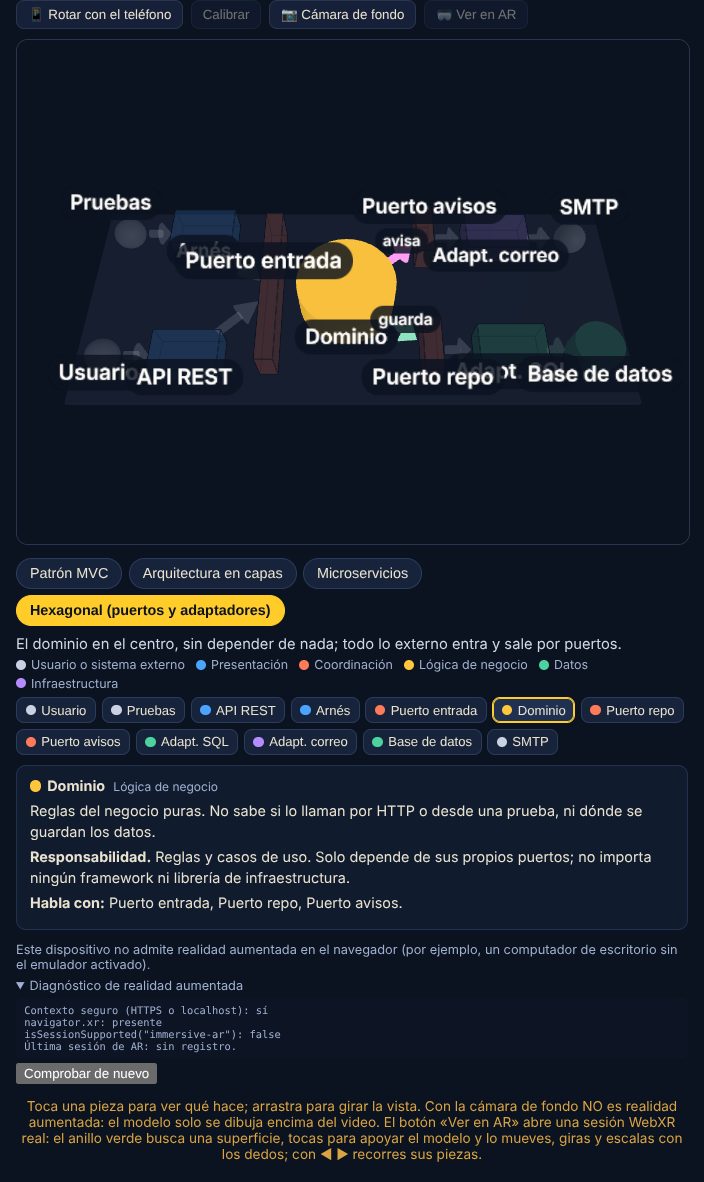 Rotar con el teléfono Calibrar Cámara de fondo Ver en AR
Pruebas
Puerto avisos
SMTP
Arnés
avisa
Puerto entrada
Adapt. correo
guarda
Dominio
Usuario
API REST
Puerto repo
Adapt. SQL
Base de datos
Patrón MVC Arquitectura en capas Microservicios
Hexagonal (puertos y adaptadores)
El dominio en el centro, sin depender de nada; todo lo externo entra y sale por puertos.
Usuario o sistema externo Presentación Coordinación Lógica de negocio Datos
Infraestructura
Usuario Pruebas API REST Arnés Puerto entrada Dominio Puerto repo
Puerto avisos Adapt. SQL Adapt. correo Base de datos SMTP
Dominio Lógica de negocio
Reglas del negocio puras. No sabe si lo llaman por HTTP o desde una prueba, ni dónde se
guardan los datos.
Responsabilidad. Reglas y casos de uso. Solo depende de sus propios puertos; no importa
ningún framework ni librería de infraestructura.
Habla con: Puerto entrada, Puerto repo, Puerto avisos.
Este dispositivo no admite realidad aumentada en el navegador (por ejemplo, un computador de escritorio sin
el emulador activado).
▼ Diagnóstico de realidad aumentada
Contexto seguro (HTTPS o localhost): sí
navigator.xr: presente
isSessionSupported("immersive-ar"): false
Última sesión de AR: sin registro.
Comprobar de nuevo
Toca una pieza para ver qué hace; arrastra para girar la vista. Con la cámara de fondo NO es realidad
aumentada: el modelo solo se dibuja encima del video. El botón «Ver en AR» abre una sesión WebXR
real: el anillo verde busca una superficie, tocas para apoyar el modelo y lo mueves, giras y escalas con
los dedos; con ◀ ▶ recorres sus piezas.